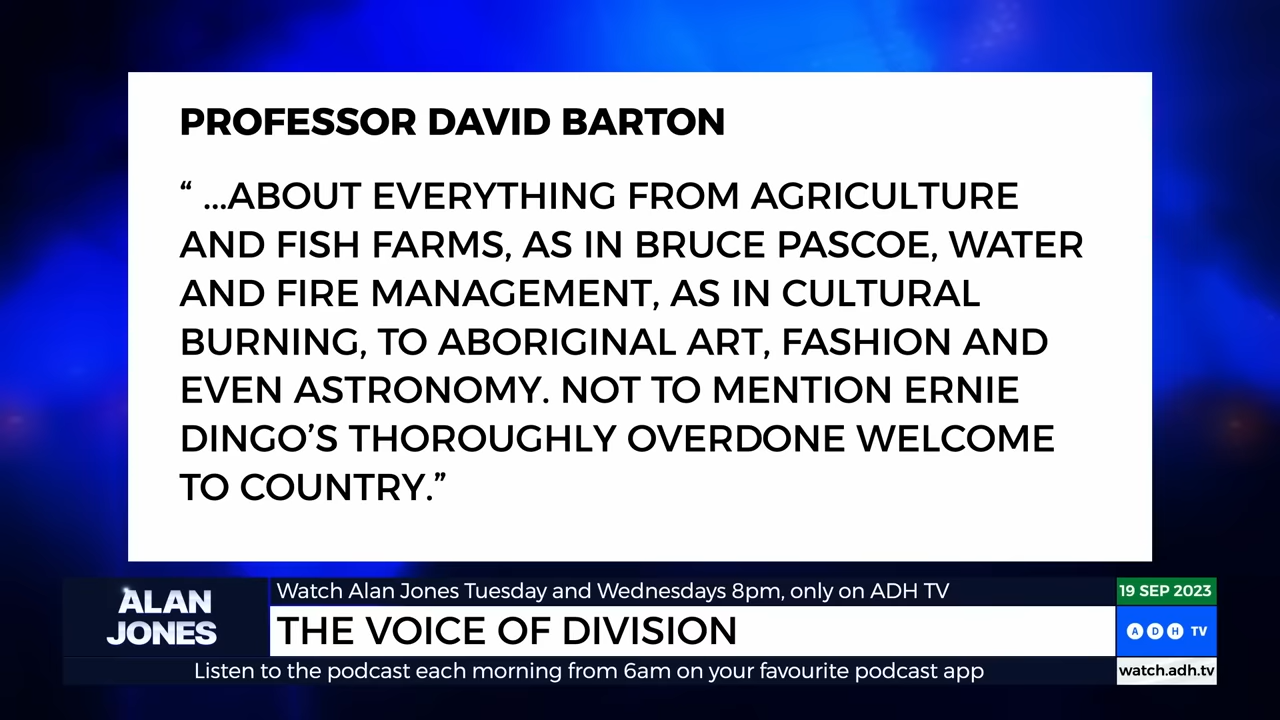 PROFESSOR DAVID BARTON
“ ...ABOUT EVERYTHING FROM AGRICULTURE
AND FISH FARMS, AS IN BRUCE PASCOE, WATER
AND FIRE MANAGEMENT, AS IN CULTURAL
BURNING, TO ABORIGINAL ART, FASHION AND
EVEN ASTRONOMY. NOT TO MENTION ERNIE
DINGO’S THOROUGHLY OVERDONE WELCOME
TO COUNTRY.”
ALAN
JONES
Watch Alan Jones Tuesday and Wednesdays 8pm, only on ADH TV
THE VOICE OF DIVISION
Listen to the podcast each morning from 6am on your favourite podcast app
19 SEP 2023
ADH TV
watch.adh.tv